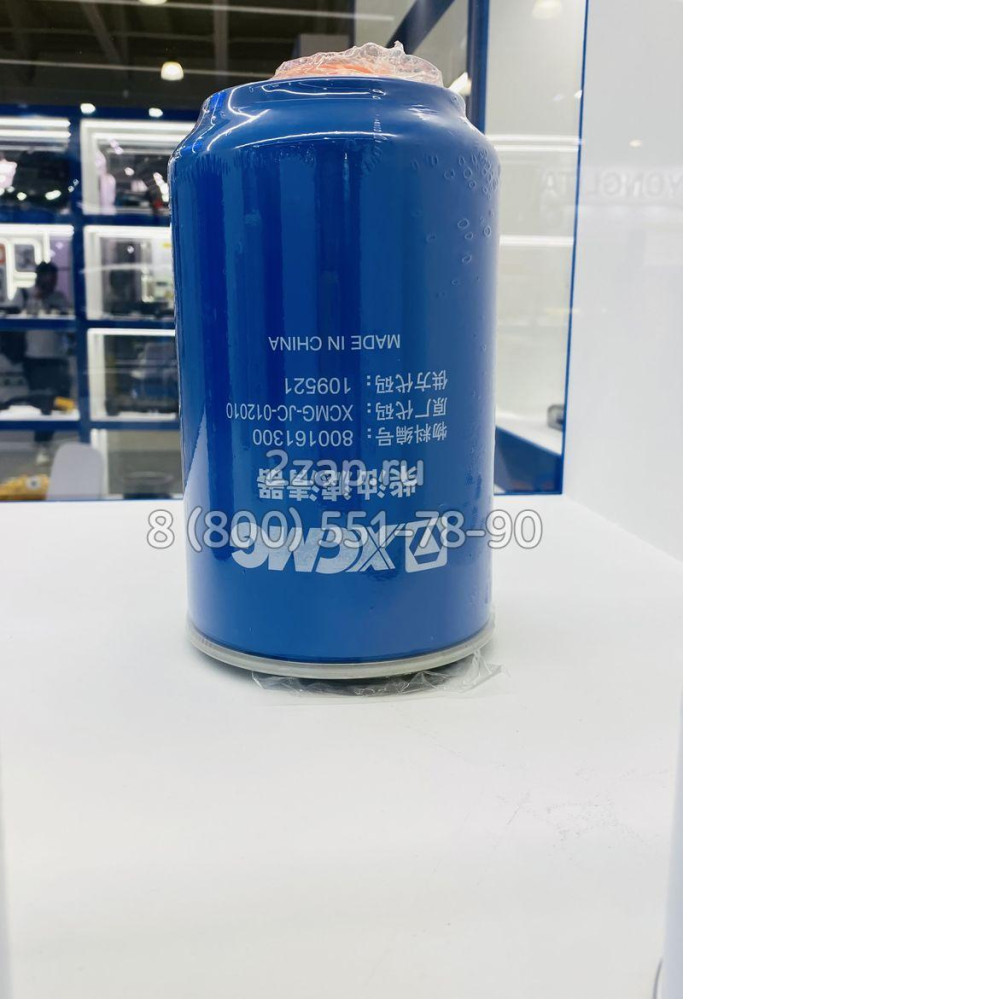 XCMG
柴油滤清器
物料编号: 800161300
原厂代码: XCMG-JC-012010
供方代码: 109521
MADE IN CHINA
2zap.ru
8 (800) 551-78-90